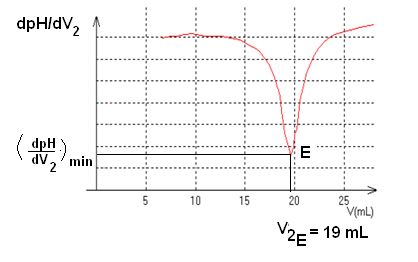 dpH/dV₂
(dpH/dV₂)min
E
5 10 15 20 25
V(mL)
V₂E = 19 mL